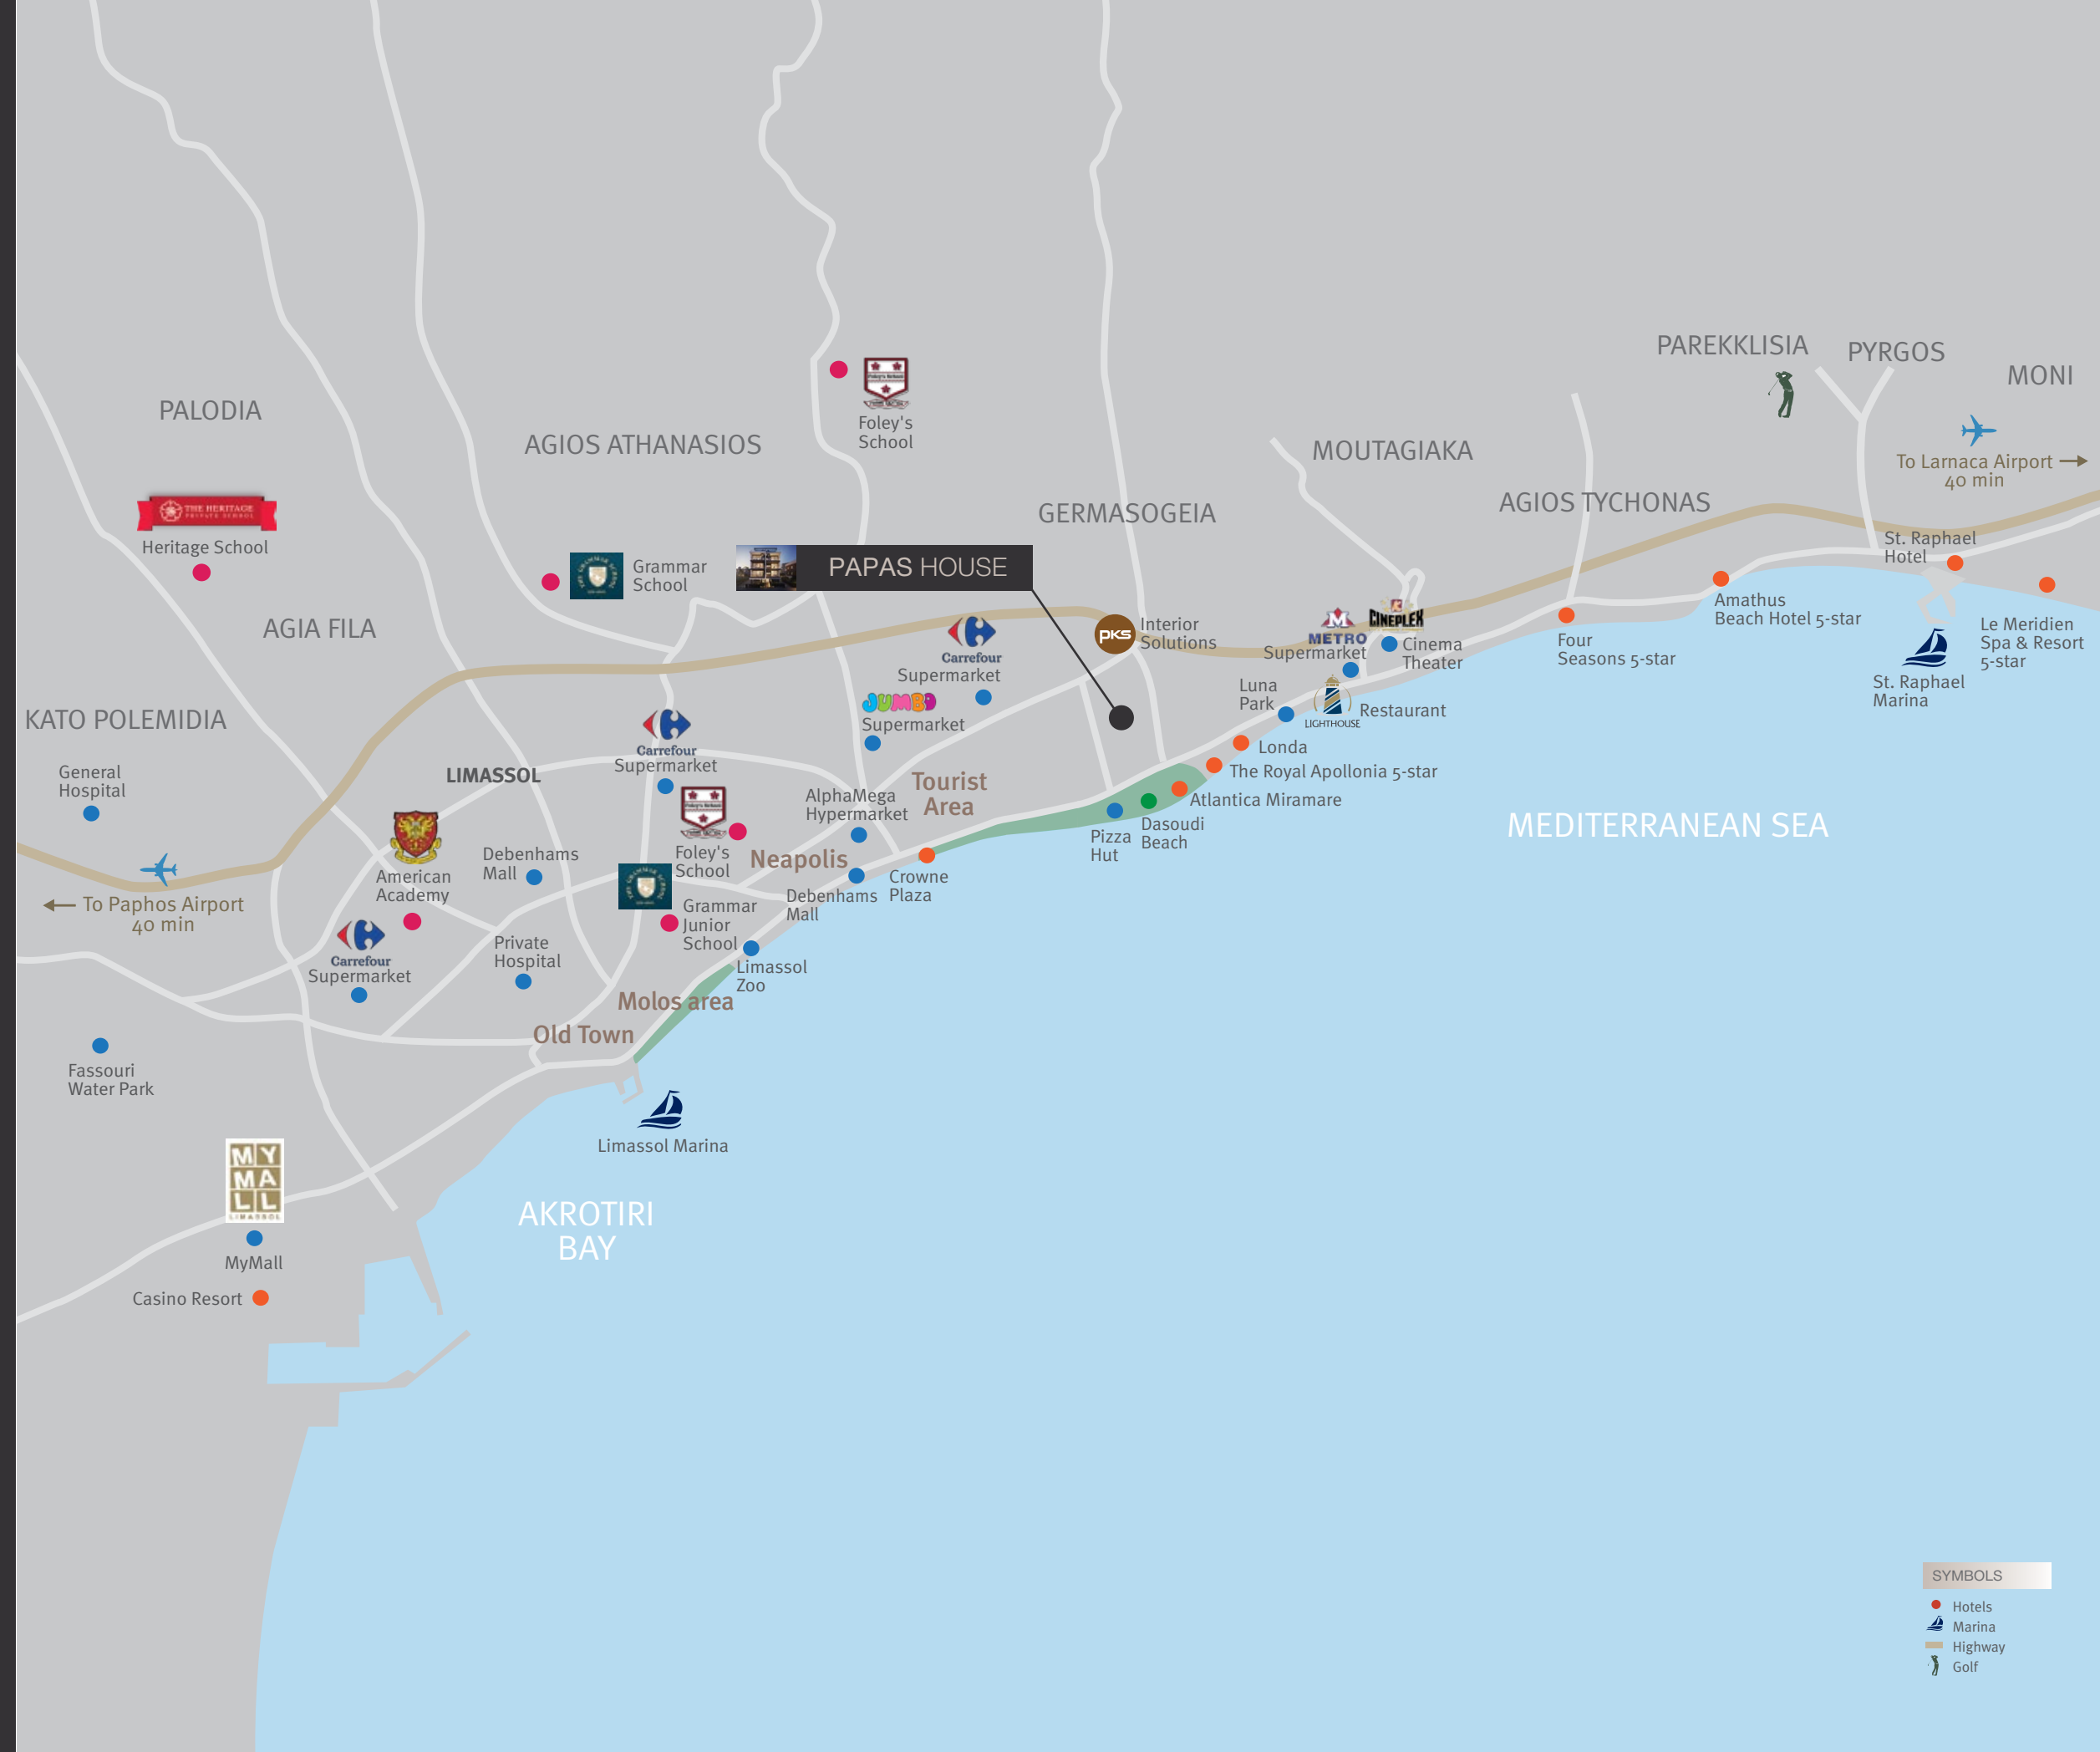 PAREKKLISIA
PYRGOS
MONI
PALODIA
Foley's
School
AGIOS ATHANASIOS
MOUTAGIAKA
To Larnaca Airport
40 min
AGIOS TYCHONAS
GERMASOGEIA
THE HERITAGE
PRIVATE SCHOOL
Heritage School
St. Raphael
Hotel
Grammar
School
PAPAS HOUSE
Amathus
Beach Hotel 5-star
AGIA FILA
pks
Interior
Solutions
METRO
Supermarket
CINEPLEX
Cinema
Theater
Four
Seasons 5-star
Le Meridien
Spa & Resort
5-star
Carrefour
Supermarket
St. Raphael
Marina
JUMBO
Supermarket
Luna
Park
LIGHTHOUSE
Restaurant
KATO POLEMIDIA
Carrefour
Supermarket
Londa
General
Hospital
LIMASSOL
The Royal Apollonia 5-star
Tourist
Area
AlphaMega
Hypermarket
Atlantica Miramare
MEDITERRANEAN SEA
Dasoudi
Beach
Pizza
Hut
Foley's
School
Neapolis
Debenhams
Mall
American
Academy
Crowne
Plaza
Debenhams
Mall
To Paphos Airport
40 min
Grammar
Junior
School
Carrefour
Supermarket
Private
Hospital
Limassol
Zoo
Molos area
Old Town
Fassouri
Water Park
Limassol Marina
MY
MA
LL
LIMASSOL
MyMall
AKROTIRI
BAY
Casino Resort
SYMBOLS
Hotels
Marina
Highway
Golf